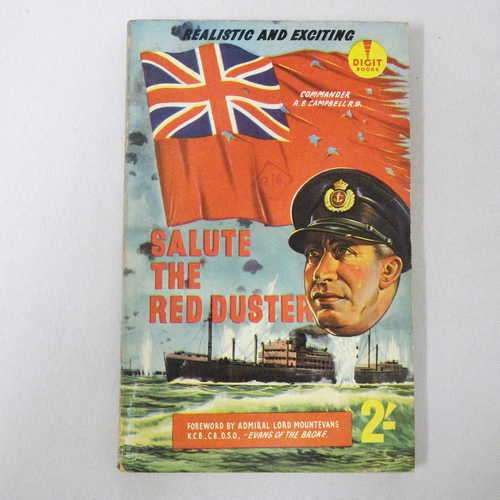 REALISTIC AND EXCITING
DIGIT
BOOKS
COMMANDER
A.B. CAMPBELL R.D.
SALUTE
THE
RED DUSTER
FOREWORD BY ADMIRAL LORD MOUNTEVANS
K.C.B., C.B., D.S.O., -EVANS OF THE BROKE.
2/-